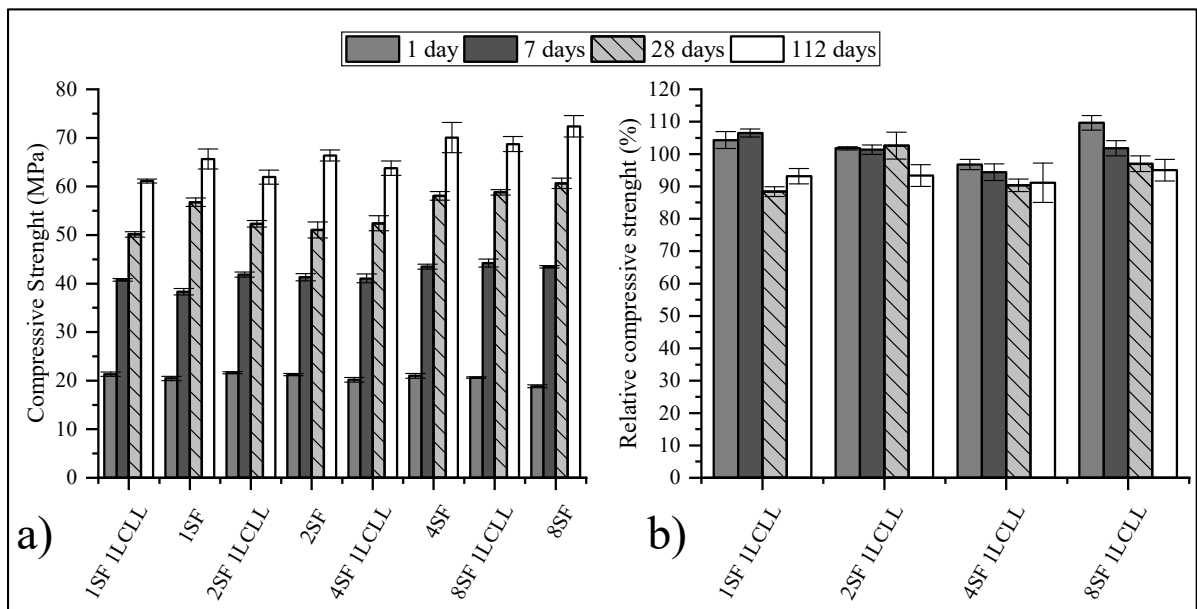 1 day 7 days 28 days 112 days
Compressive Strenght (MPa)
80
70
60
50
40
30
20
10
0
1SF 1LCLL
1SF
2SF 1LCLL
2SF
4SF 1LCLL
4SF
8SF 1LCLL
8SF
a)
Relative compressive strenght (%)
120
110
100
90
80
70
60
50
40
30
20
10
0
1SF 1LCLL
2SF 1LCLL
4SF 1LCLL
8SF 1LCLL
b)